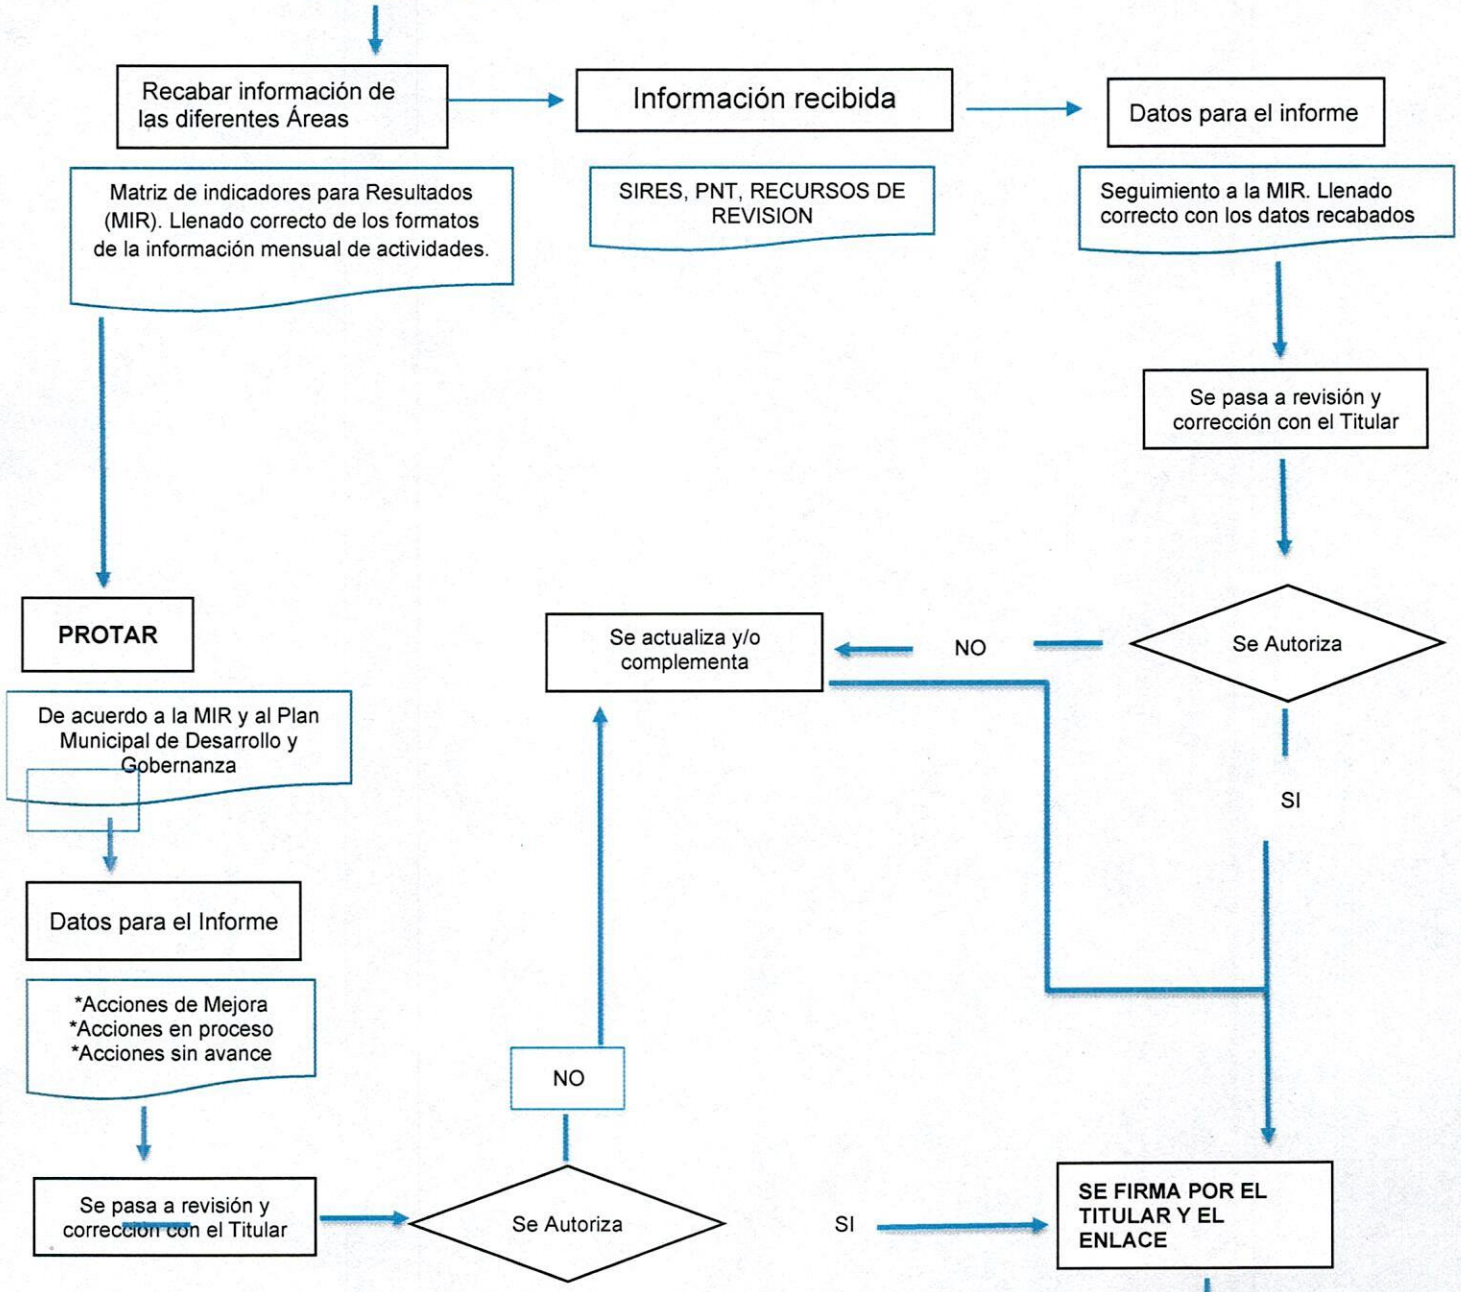 Recabar información de
las diferentes Áreas
Información recibida
Datos para el informe
Matriz de indicadores para Resultados
(MIR). Llenado correcto de los formatos
de la información mensual de actividades.
SIRES, PNT, RECURSOS DE
REVISION
Seguimiento a la MIR. Llenado
correcto con los datos recabados
Se pasa a revisión y
corrección con el Titular
PROTAR
Se actualiza y/o
complementa
NO
Se Autoriza
De acuerdo a la MIR y al Plan
Municipal de Desarrollo y
Gobernanza
SI
Datos para el Informe
*Acciones de Mejora
*Acciones en proceso
*Acciones sin avance
NO
Se pasa a revisión y
corrección con el Titular
Se Autoriza
SI
SE FIRMA POR EL
TITULAR Y EL
ENLACE